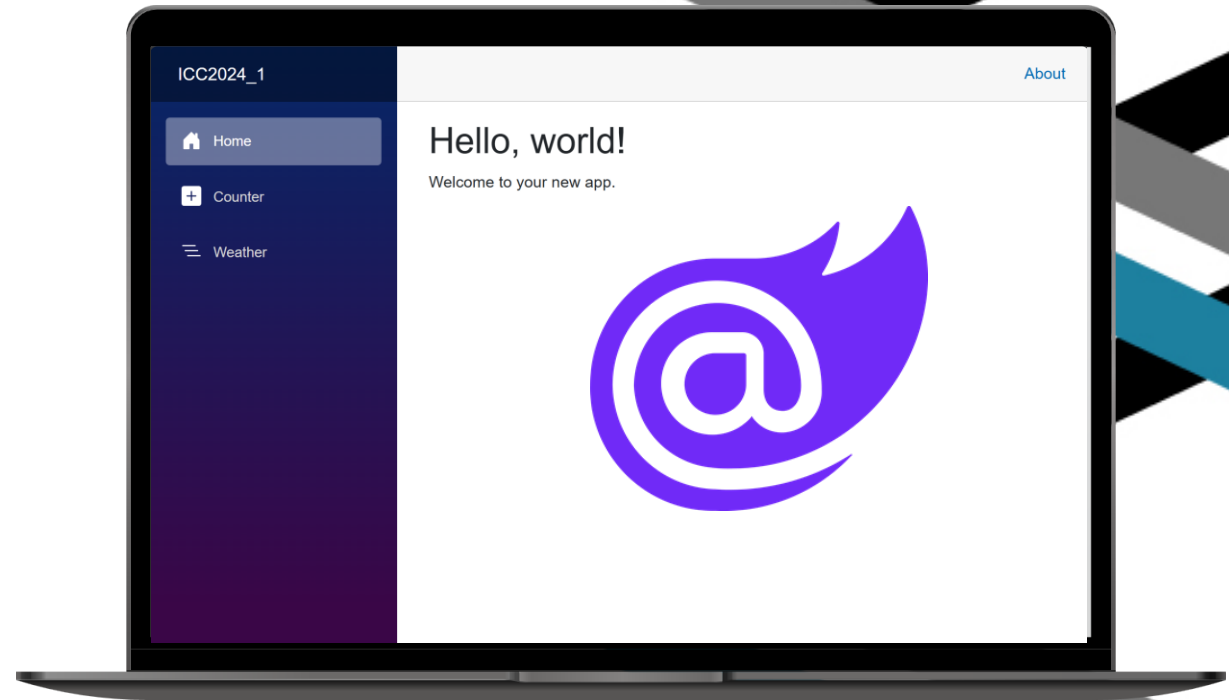 ICC2024_1
About
Home
Counter
Weather
Hello, world!
Welcome to your new app.
@